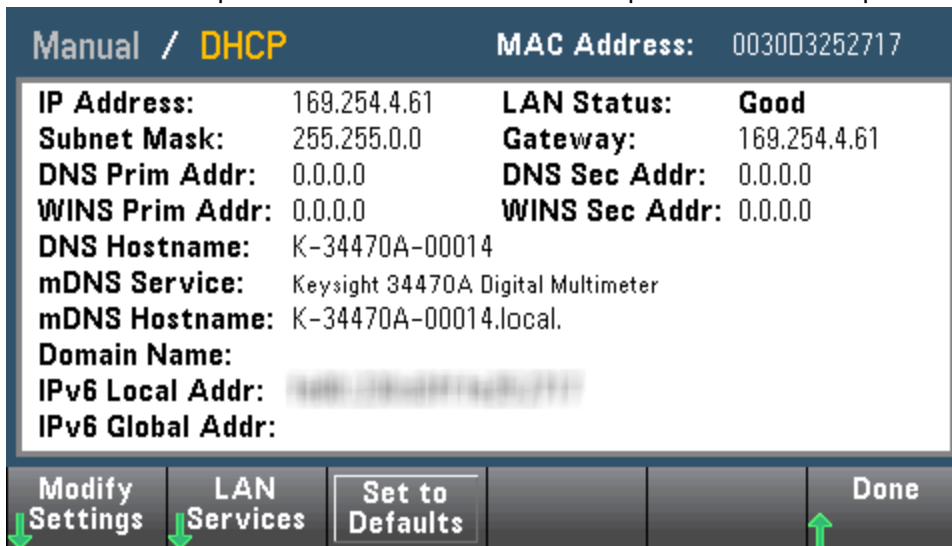 Manual / DHCP MAC Address: 0030D3252717
IP Address: 169.254.4.61 LAN Status: Good
Subnet Mask: 255.255.0.0 Gateway: 169.254.4.61
DNS Prim Addr: 0.0.0.0 DNS Sec Addr: 0.0.0.0
WINS Prim Addr: 0.0.0.0 WINS Sec Addr: 0.0.0.0
DNS Hostname: K-34470A-00014
mDNS Service: Keysight 34470A Digital Multimeter
mDNS Hostname: K-34470A-00014.local.
Domain Name:
IPv6 Local Addr:
IPv6 Global Addr:
Modify LAN Set to Done
Settings Services Defaults